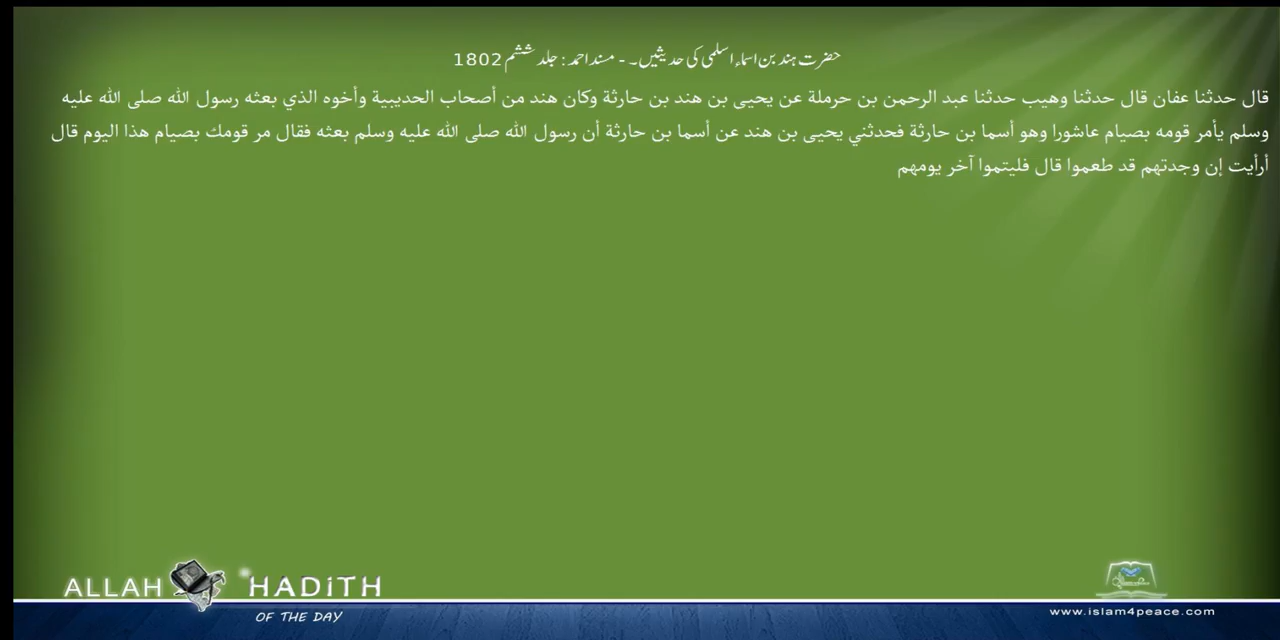 حضرت ہند بن اسماء اسلمی کی حدیثیں۔ - مسند احمد : جلد ششم 1802
قال حدثنا عفان قال حدثنا وهيب حدثنا عبد الرحمن بن حرملة عن يحيى بن هند بن حارثة وكان هند من أصحاب الحديبية وأخوه الذي بعثه رسول الله صلى الله عليه
وسلم يأمر قومه بصيام عاشورا وهو أسما بن حارثة فحدثني يحيى بن هند عن أسما بن حارثة أن رسول الله صلى الله عليه وسلم بعثه فقال مر قومك بصيام هذا اليوم قال
أرأيت إن وجدتهم قد طعموا قال فليتموا آخر يومهم
ALLAH HADITH
OF THE DAY
www.islam4peace.com